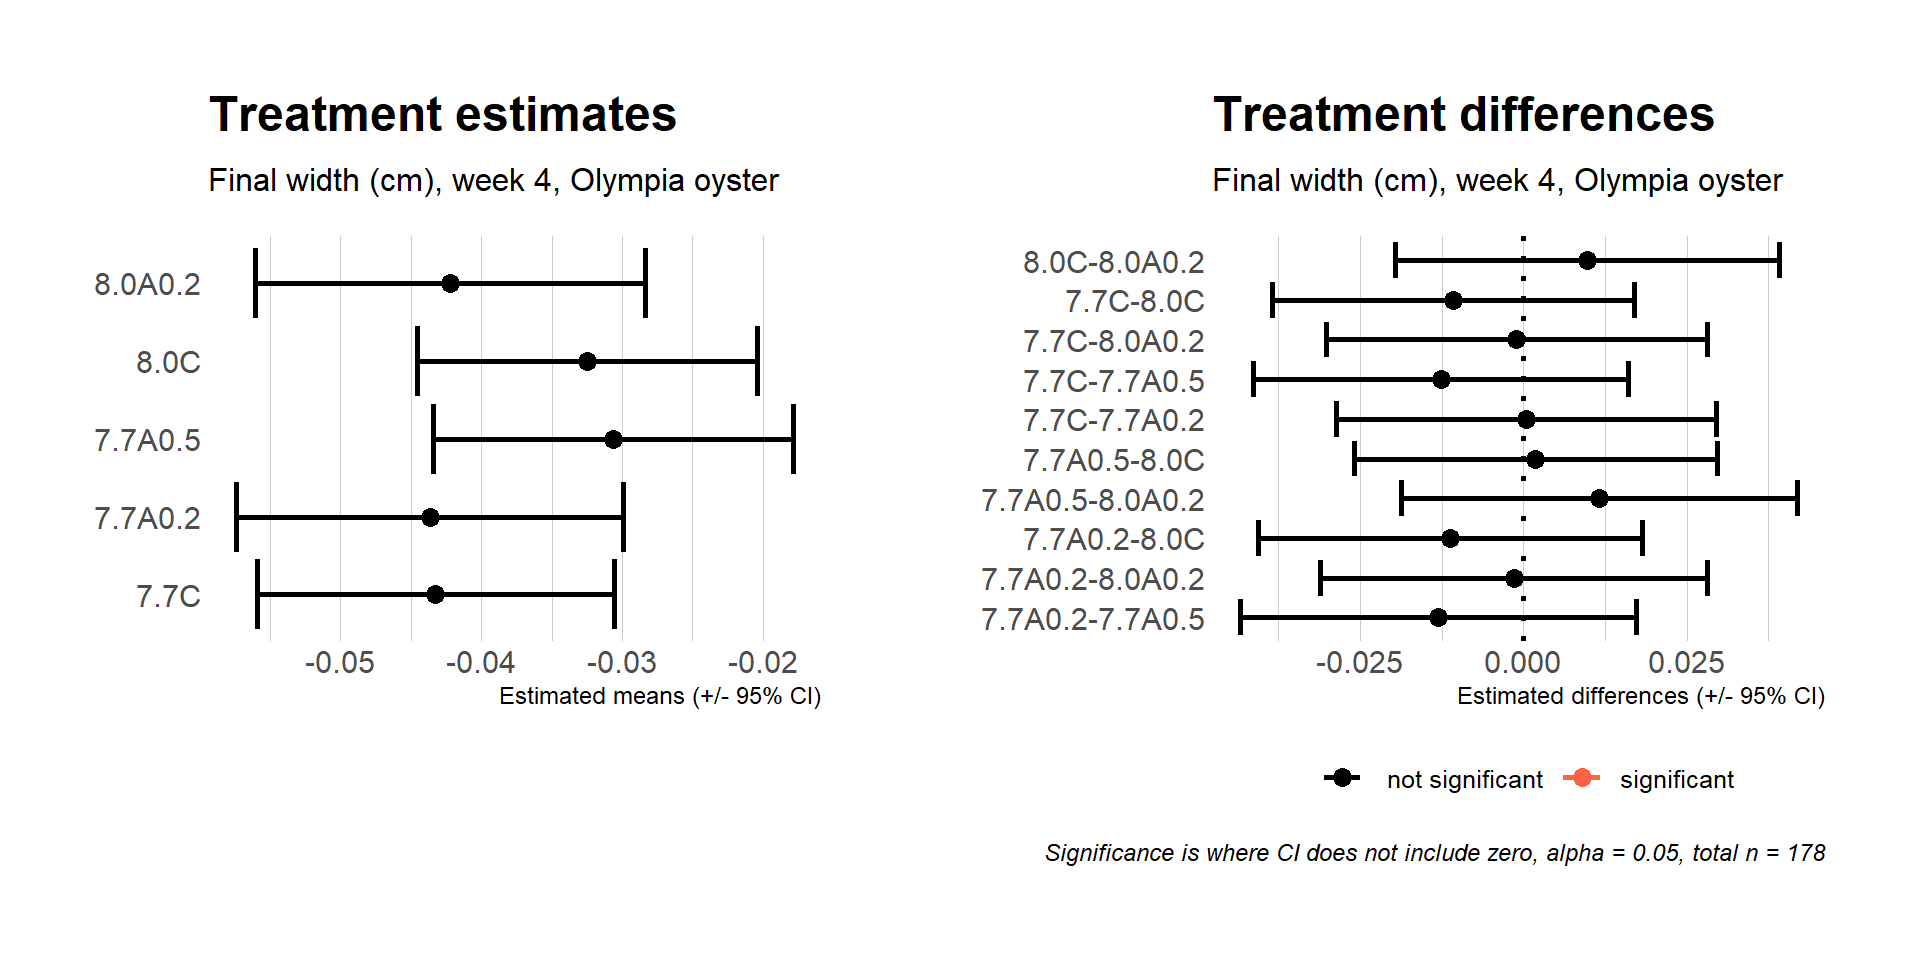 Treatment estimates
Final width (cm), week 4, Olympia oyster
8.0A0.2
8.0C
7.7A0.5
7.7A0.2
7.7C
-0.05 -0.04 -0.03 -0.02
Estimated means (+/- 95% CI)
Treatment differences
Final width (cm), week 4, Olympia oyster
8.0C-8.0A0.2
7.7C-8.0C
7.7C-8.0A0.2
7.7C-7.7A0.5
7.7C-7.7A0.2
7.7A0.5-8.0C
7.7A0.5-8.0A0.2
7.7A0.2-8.0C
7.7A0.2-8.0A0.2
7.7A0.2-7.7A0.5
-0.025 0.000 0.025
Estimated differences (+/- 95% CI)
not significant significant
Significance is where CI does not include zero, alpha = 0.05, total n = 178